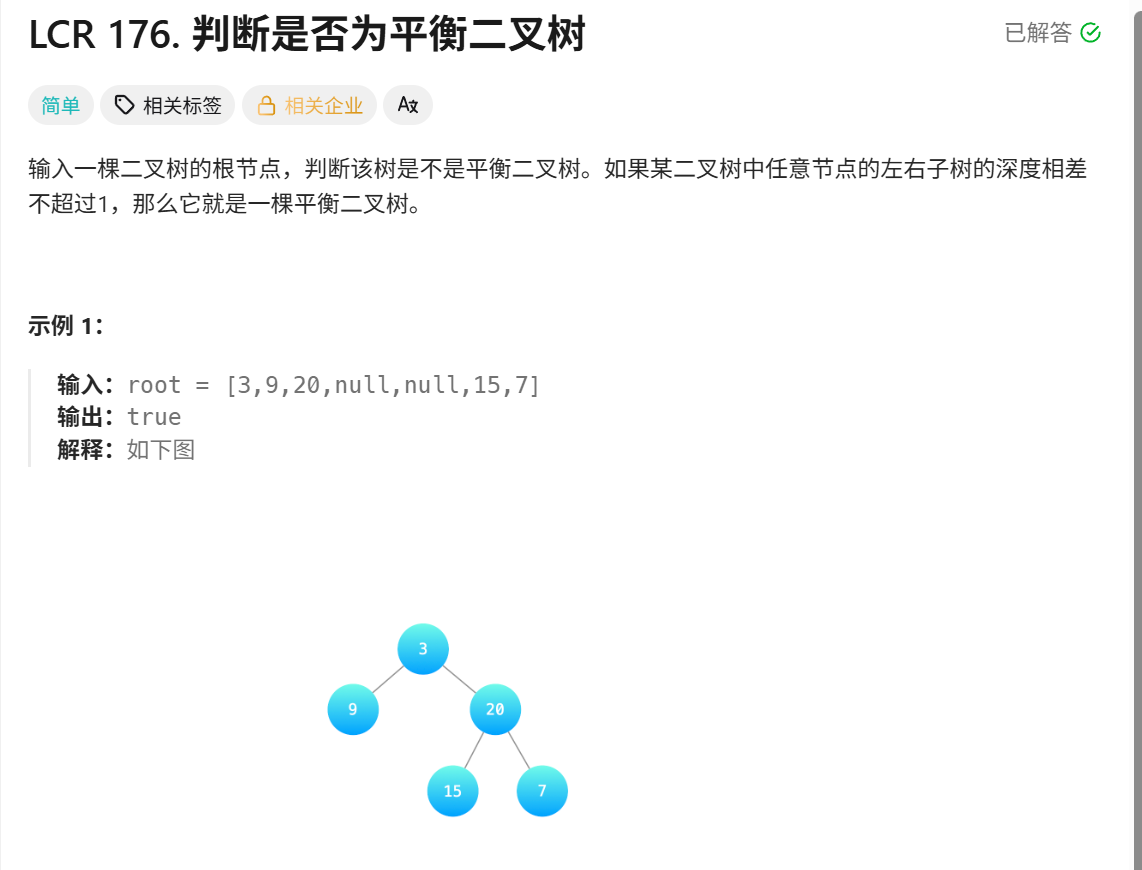 LCR 176. 判断是否为平衡二叉树
已解答
简单 相关标签 相关企业
输入一棵二叉树的根节点，判断该树是不是平衡二叉树。如果某二叉树中任意节点的左右子树的深度相差
不超过1，那么它就是一棵平衡二叉树。
示例 1：
输入：root = [3,9,20,null,null,15,7]
输出：true
解释：如下图
3
9
20
15
7